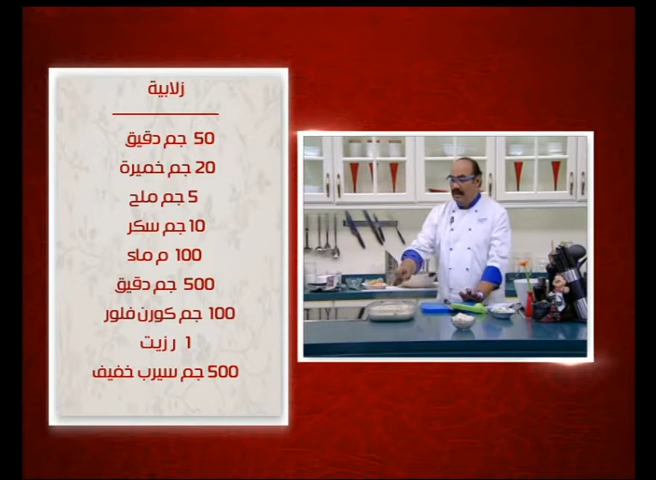 زلابية
50 جم دقيق
20 جم خميرة
5 جم ملح
10 جم سكر
100 م ماء
500 جم دقيق
100 جم كورن فلور
1 ر زيت
500 جم سيرب خفيف